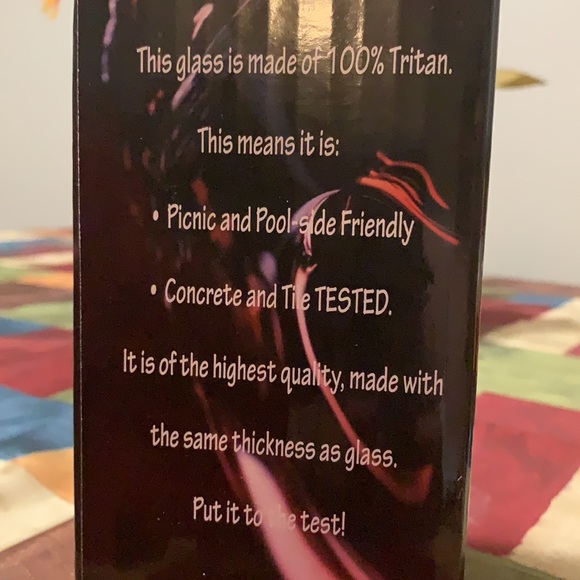 This glass is made of 100% Tritan.
This means it is:
• Picnic and Pool-side Friendly
• Concrete and Tile TESTED.
It is of the highest quality, made with
the same thickness as glass.
Put it to the test!